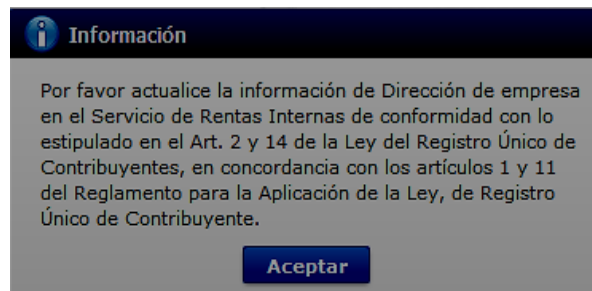 Información
Por favor actualice la información de Dirección de empresa
en el Servicio de Rentas Internas de conformidad con lo
estipulado en el Art. 2 y 14 de la Ley del Registro Único de
Contribuyentes, en concordancia con los artículos 1 y 11
del Reglamento para la Aplicación de la Ley, de Registro
Único de Contribuyente.
Aceptar